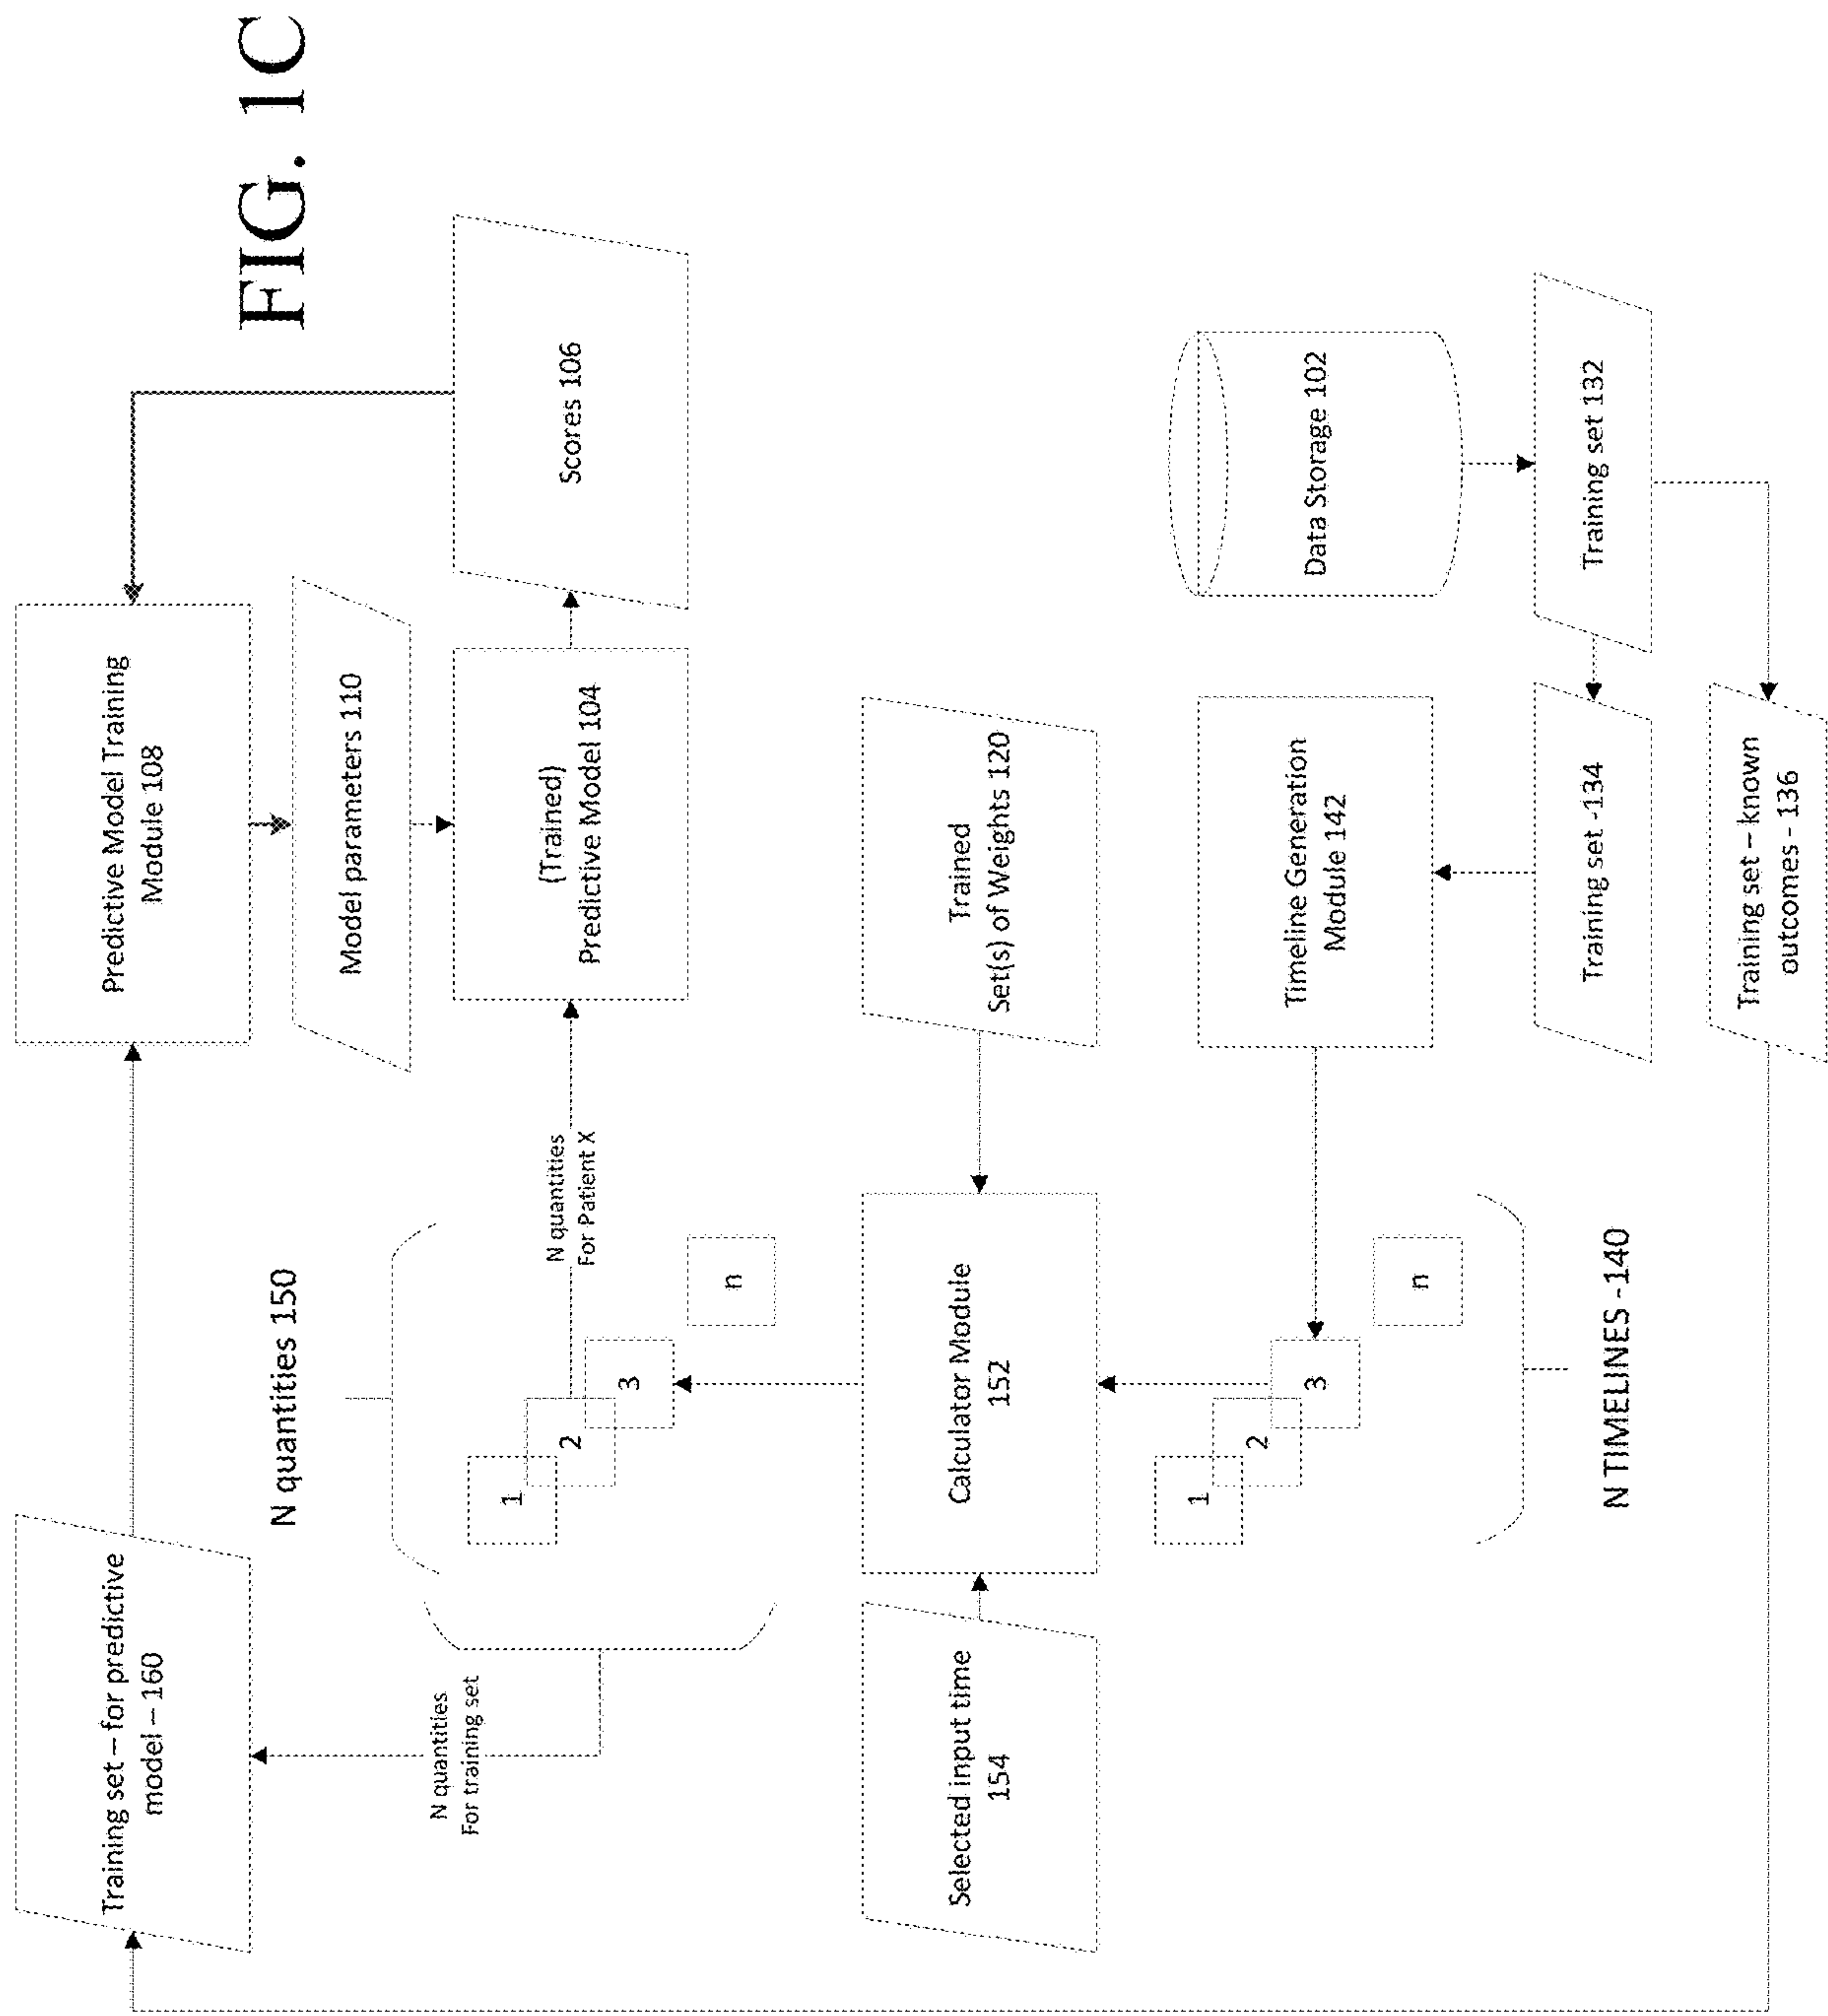 FIG. 1C
Training set – for predictive
model – 160
Predictive Model Training
Module 108
N quantities 150
Model parameters 110
N quantities
For training set
1
2
3
n
N quantities
For Patient X
(Trained)
Predictive Model 104
Scores 106
Selected input time
154
Calculator Module
152
Trained
Set(s) of Weights 120
1
2
3
n
Timeline Generation
Module 142
Data Storage 102
N TIMELINES -140
Training set -134
Training set 132
Training set – known
outcomes - 136